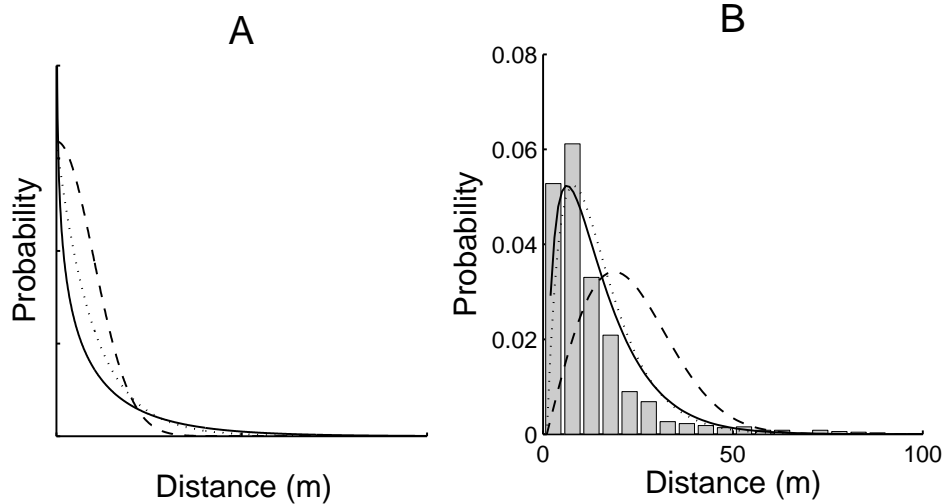 A
Probability
Distance (m)
B
Probability
0.08
0.06
0.04
0.02
0
0
50
100
Distance (m)